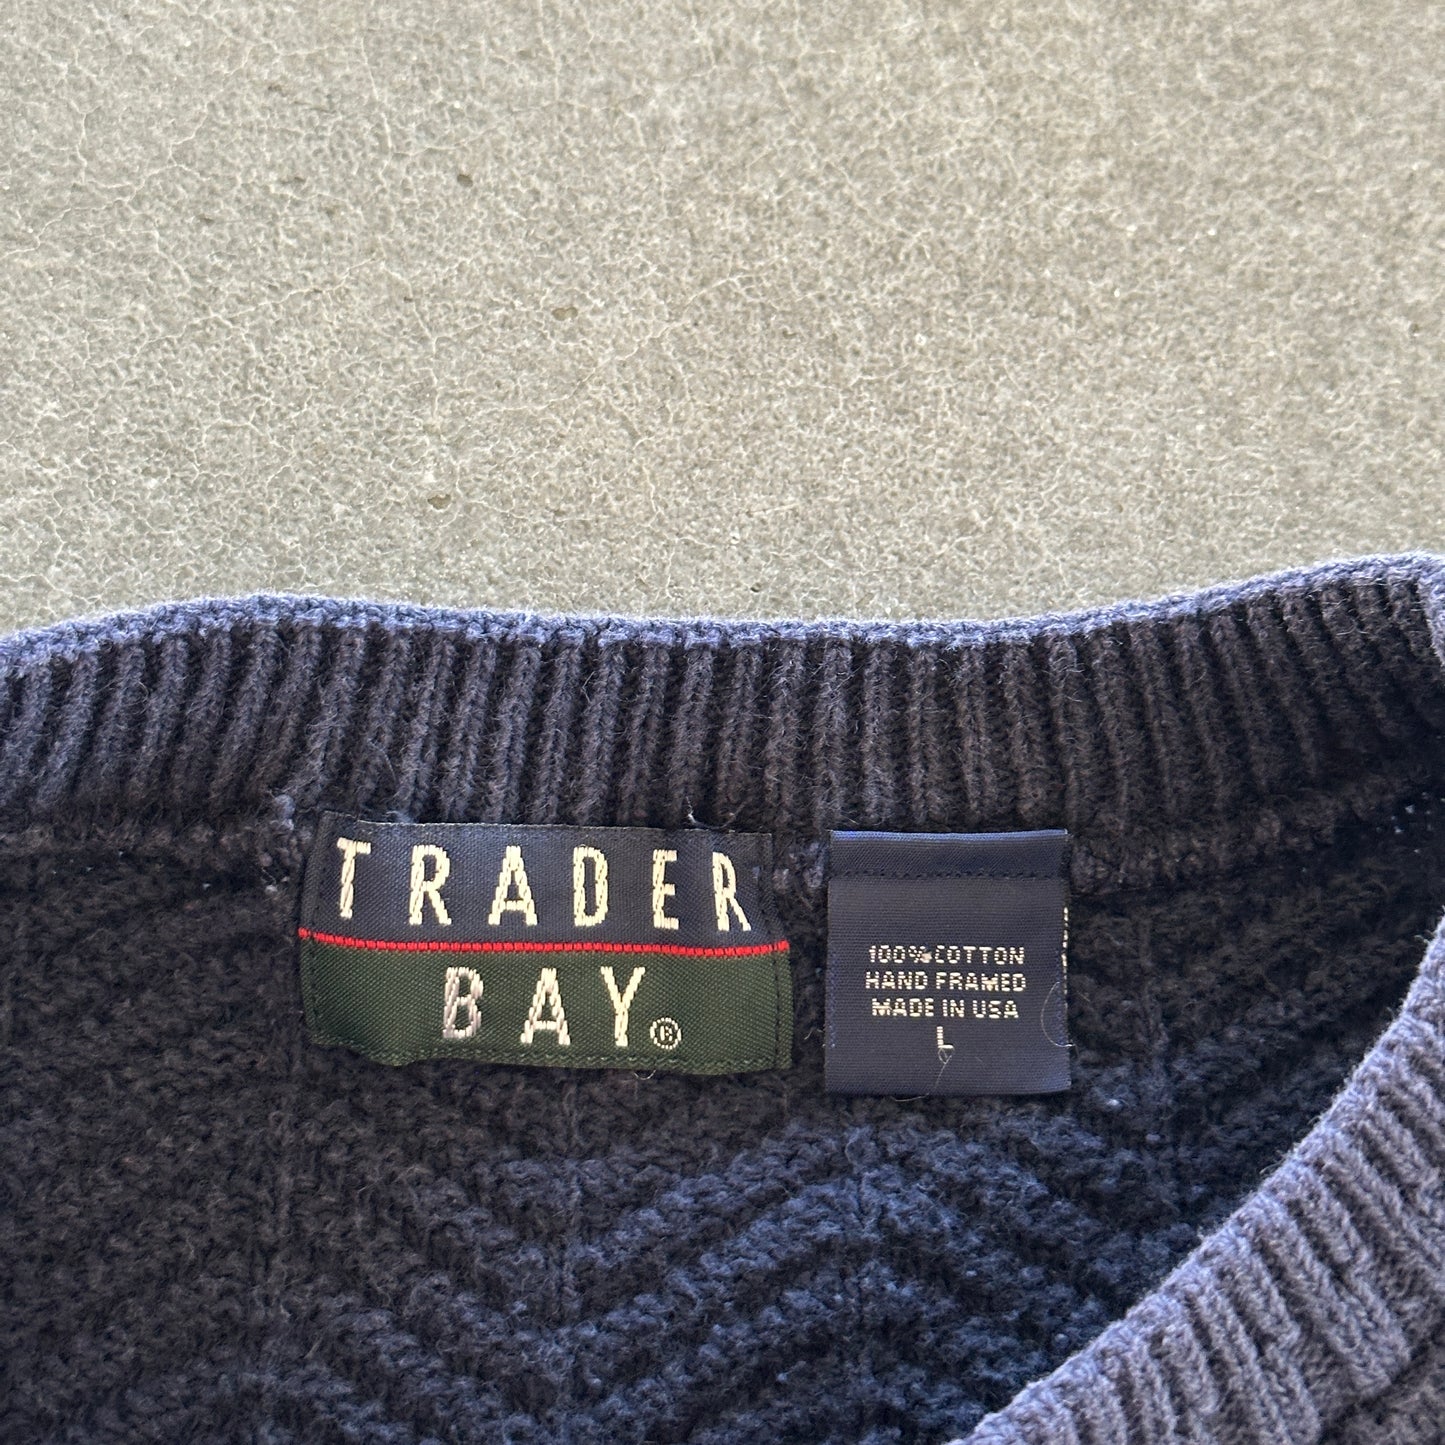 TRADER
BAY®
100% COTTON
HAND FRAMED
MADE IN USA
L